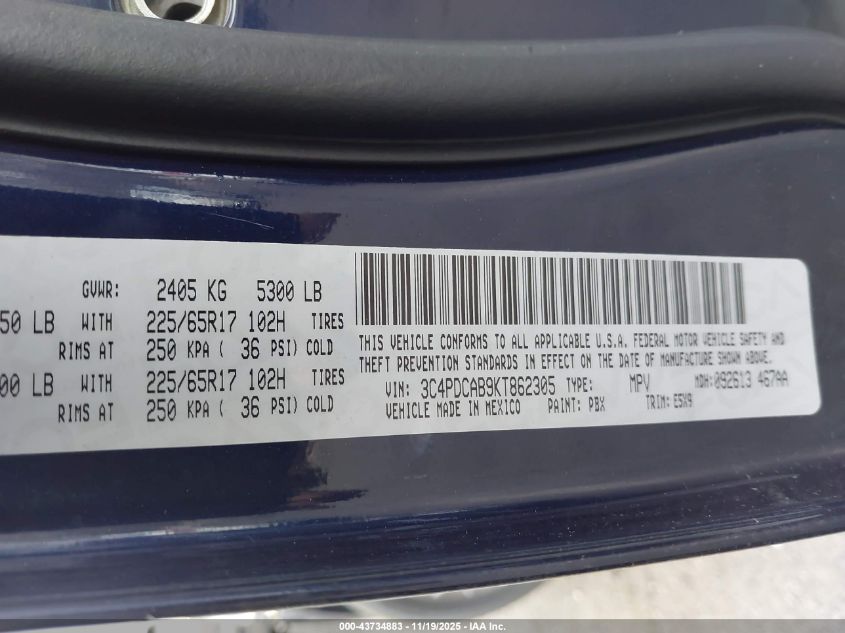 GVWR: 2405 KG 5300 LB
50 LB WITH 225/65R17 102H TIRES
RIMS AT 250 KPA ( 36 PSI) COLD
00 LB WITH 225/65R17 102H TIRES
RIMS AT 250 KPA ( 36 PSI) COLD
THIS VEHICLE CONFORMS TO ALL APPLICABLE U.S.A. FEDERAL MOTOR VEHICLE SAFETY AND
THEFT PREVENTION STANDARDS IN EFFECT ON THE DATE OF MANUFACTURE SHOWN ABOVE.
VIN: 3C4PDCAB9KT862305 TYPE: MPV MDH:092613 467AA
VEHICLE MADE IN MEXICO PAINT: PBX TRIM: E5X9
000-43734883 - 11/19/2025 - IAA Inc.